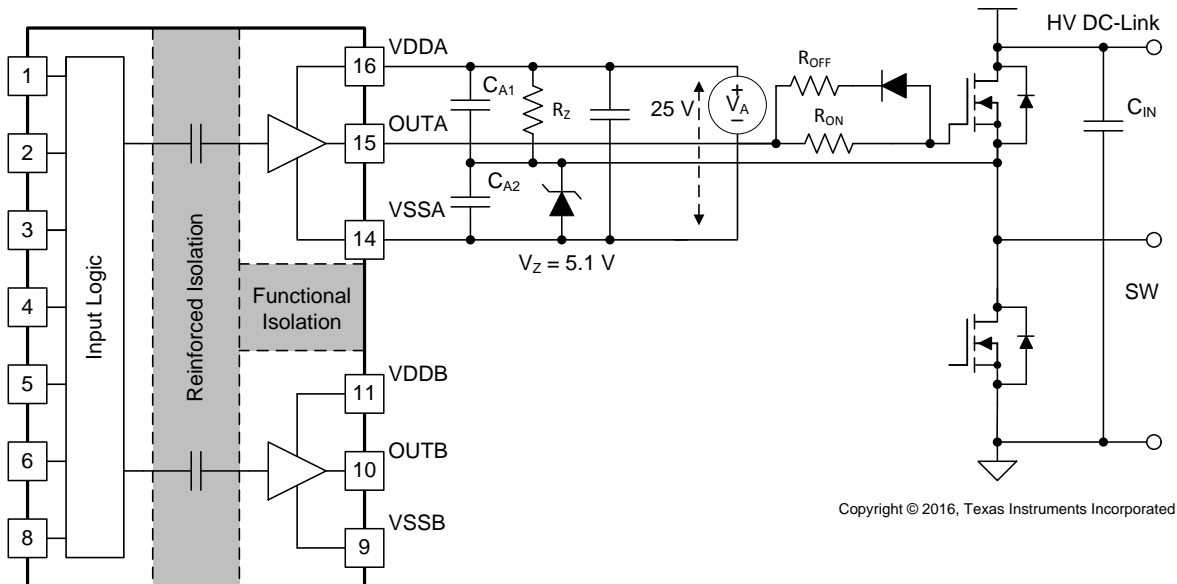 1
2
3
4
5
6
8
Input Logic
Reinforced Isolation
Functional
Isolation
VDDA
16
OUTA
15
VSSA
14
VDDB
11
OUTB
10
VSSB
9
CA1
RZ
CA2
VZ = 5.1 V
25 V
+
VA
ROFF
RON
HV DC-Link
CIN
SW
Copyright © 2016, Texas Instruments Incorporated